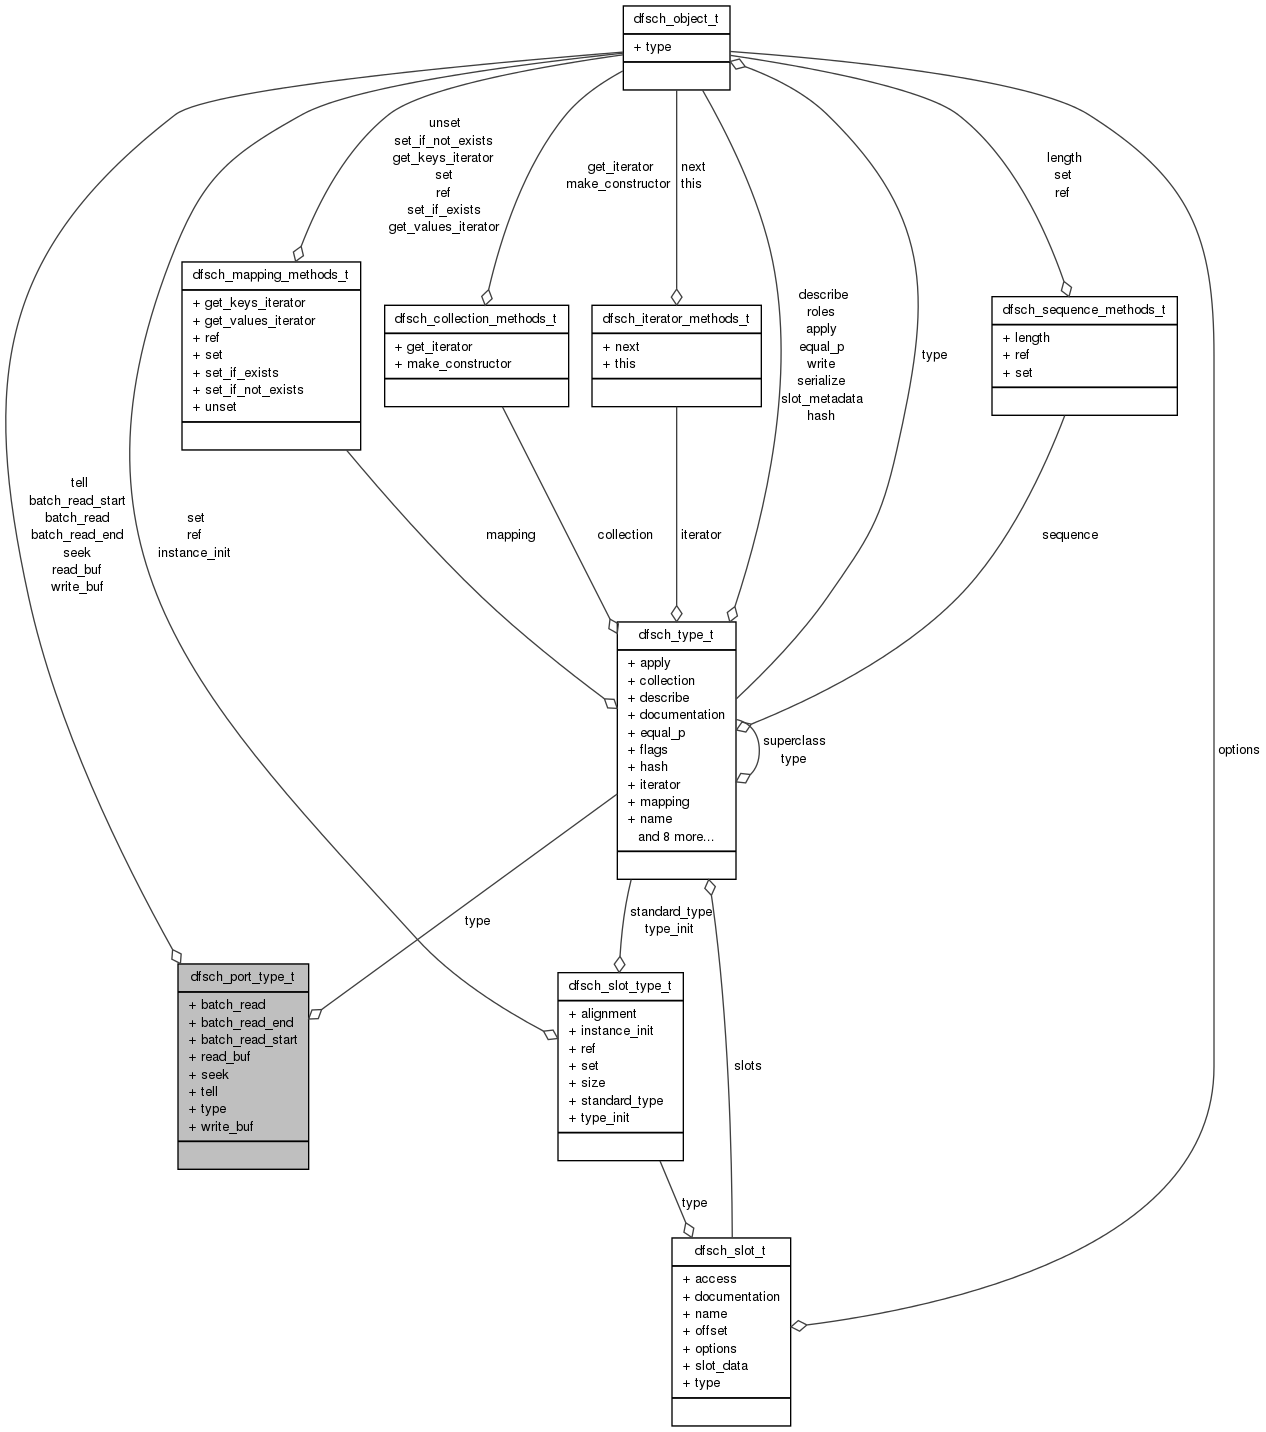 dfsch_object_t
+ type
unset
set_if_not_exists
get_keys_iterator
set
ref
set_if_exists
get_values_iterator
get_iterator
make_constructor
next
this
length
set
ref
dfsch_mapping_methods_t
+ get_keys_iterator
+ get_values_iterator
+ ref
+ set
+ set_if_exists
+ set_if_not_exists
+ unset
dfsch_collection_methods_t
+ get_iterator
+ make_constructor
dfsch_iterator_methods_t
+ next
+ this
describe
roles
apply
equal_p
write
serialize
slot_metadata
hash
type
dfsch_sequence_methods_t
+ length
+ ref
+ set
tell
batch_read_start
batch_read
batch_read_end
seek
read_buf
write_buf
set
ref
instance_init
mapping
collection
iterator
sequence
dfsch_type_t
+ apply
+ collection
+ describe
+ documentation
+ equal_p
+ flags
+ hash
+ iterator
+ mapping
+ name
and 8 more...
superclass
type
options
type
standard_type
type_init
dfsch_port_type_t
+ batch_read
+ batch_read_end
+ batch_read_start
+ read_buf
+ seek
+ tell
+ type
+ write_buf
dfsch_slot_type_t
+ alignment
+ instance_init
+ ref
+ set
+ size
+ standard_type
+ type_init
slots
type
dfsch_slot_t
+ access
+ documentation
+ name
+ offset
+ options
+ slot_data
+ type